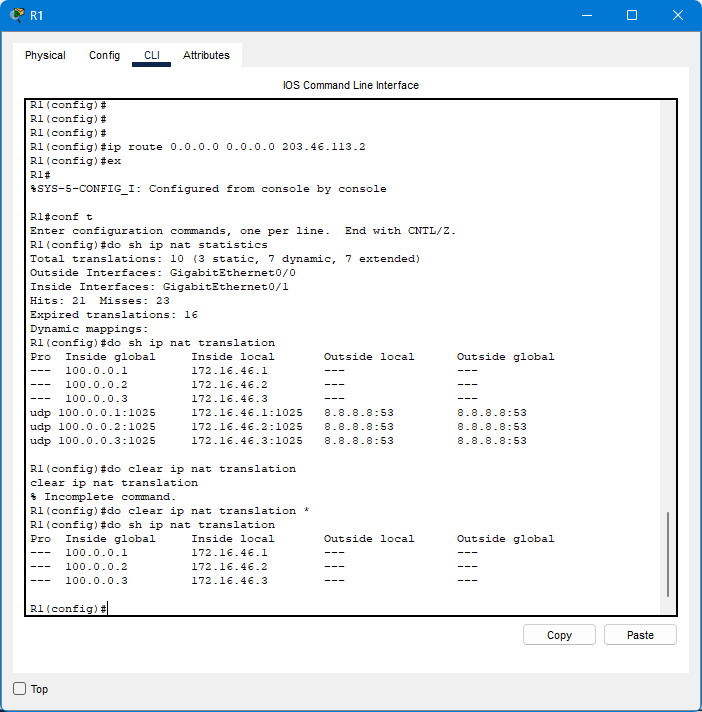 R1
Physical Config CLI Attributes
IOS Command Line Interface
R1(config)#
R1(config)#
R1(config)#
R1(config)#ip route 0.0.0.0 0.0.0.0 203.46.113.2
R1(config)#ex
R1#
%SYS-5-CONFIG_I: Configured from console by console
R1#conf t
Enter configuration commands, one per line.  End with CNTL/Z.
R1(config)#do sh ip nat statistics
Total translations: 10 (3 static, 7 dynamic, 7 extended)
Outside Interfaces: GigabitEthernet0/0
Inside Interfaces: GigabitEthernet0/1
Hits: 21  Misses: 23
Expired translations: 16
Dynamic mappings:
R1(config)#do sh ip nat translation
Pro  Inside global     Inside local       Outside local      Outside global
---  100.0.0.1         172.16.46.1        ---                ---
---  100.0.0.2         172.16.46.2        ---                ---
---  100.0.0.3         172.16.46.3        ---                ---
udp 100.0.0.1:1025     172.16.46.1:1025   8.8.8.8:53         8.8.8.8:53
udp 100.0.0.2:1025     172.16.46.2:1025   8.8.8.8:53         8.8.8.8:53
udp 100.0.0.3:1025     172.16.46.3:1025   8.8.8.8:53         8.8.8.8:53
R1(config)#do clear ip nat translation
clear ip nat translation
% Incomplete command.
R1(config)#do clear ip nat translation *
R1(config)#do sh ip nat translation
Pro  Inside global     Inside local       Outside local      Outside global
---  100.0.0.1         172.16.46.1        ---                ---
---  100.0.0.2         172.16.46.2        ---                ---
---  100.0.0.3         172.16.46.3        ---                ---
R1(config)#
Copy Paste
Top